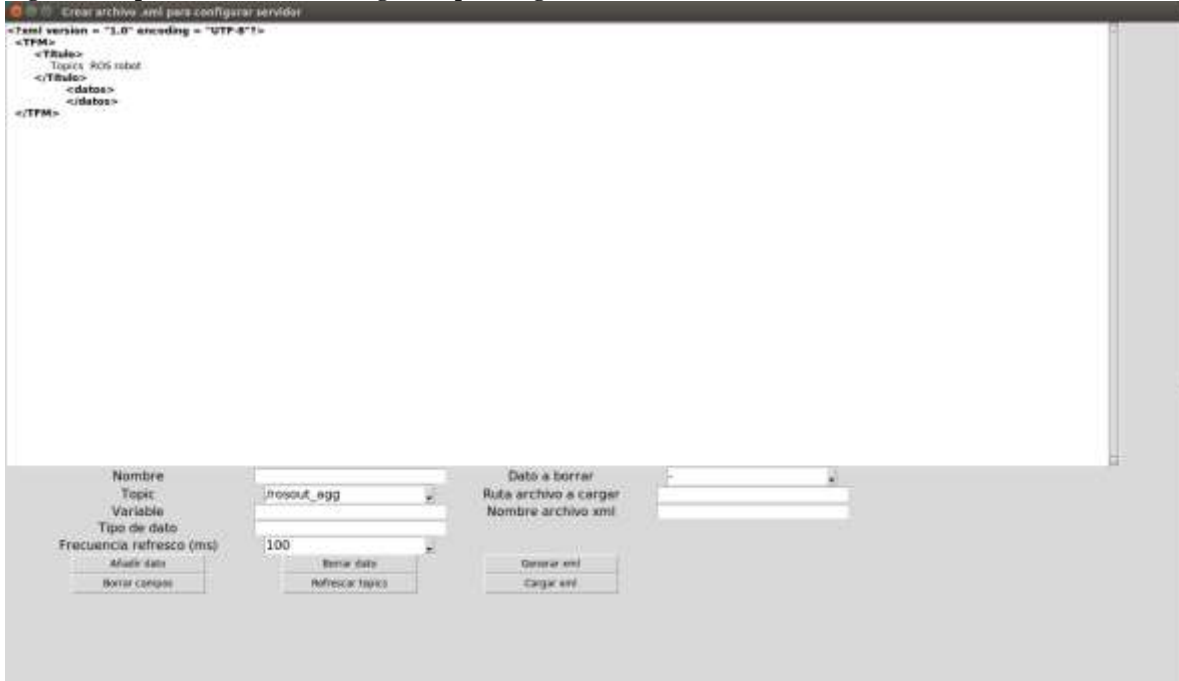 Crear archivo .xml para configurar servidor
<?xml version = "1.0" encoding = "UTF-8"?>
<TFM>
<Titulo>
Topics ROS robot
</Titulo>
<datos>
</datos>
</TFM>
Nombre
Topic /rosout_agg
Variable
Tipo de dato
Frecuencia refresco (ms) 100
Dato a borrar -
Ruta archivo a cargar
Nombre archivo xml
Añadir dato Borrar dato Generar xml
Borrar campos Refrescar topics Cargar xml